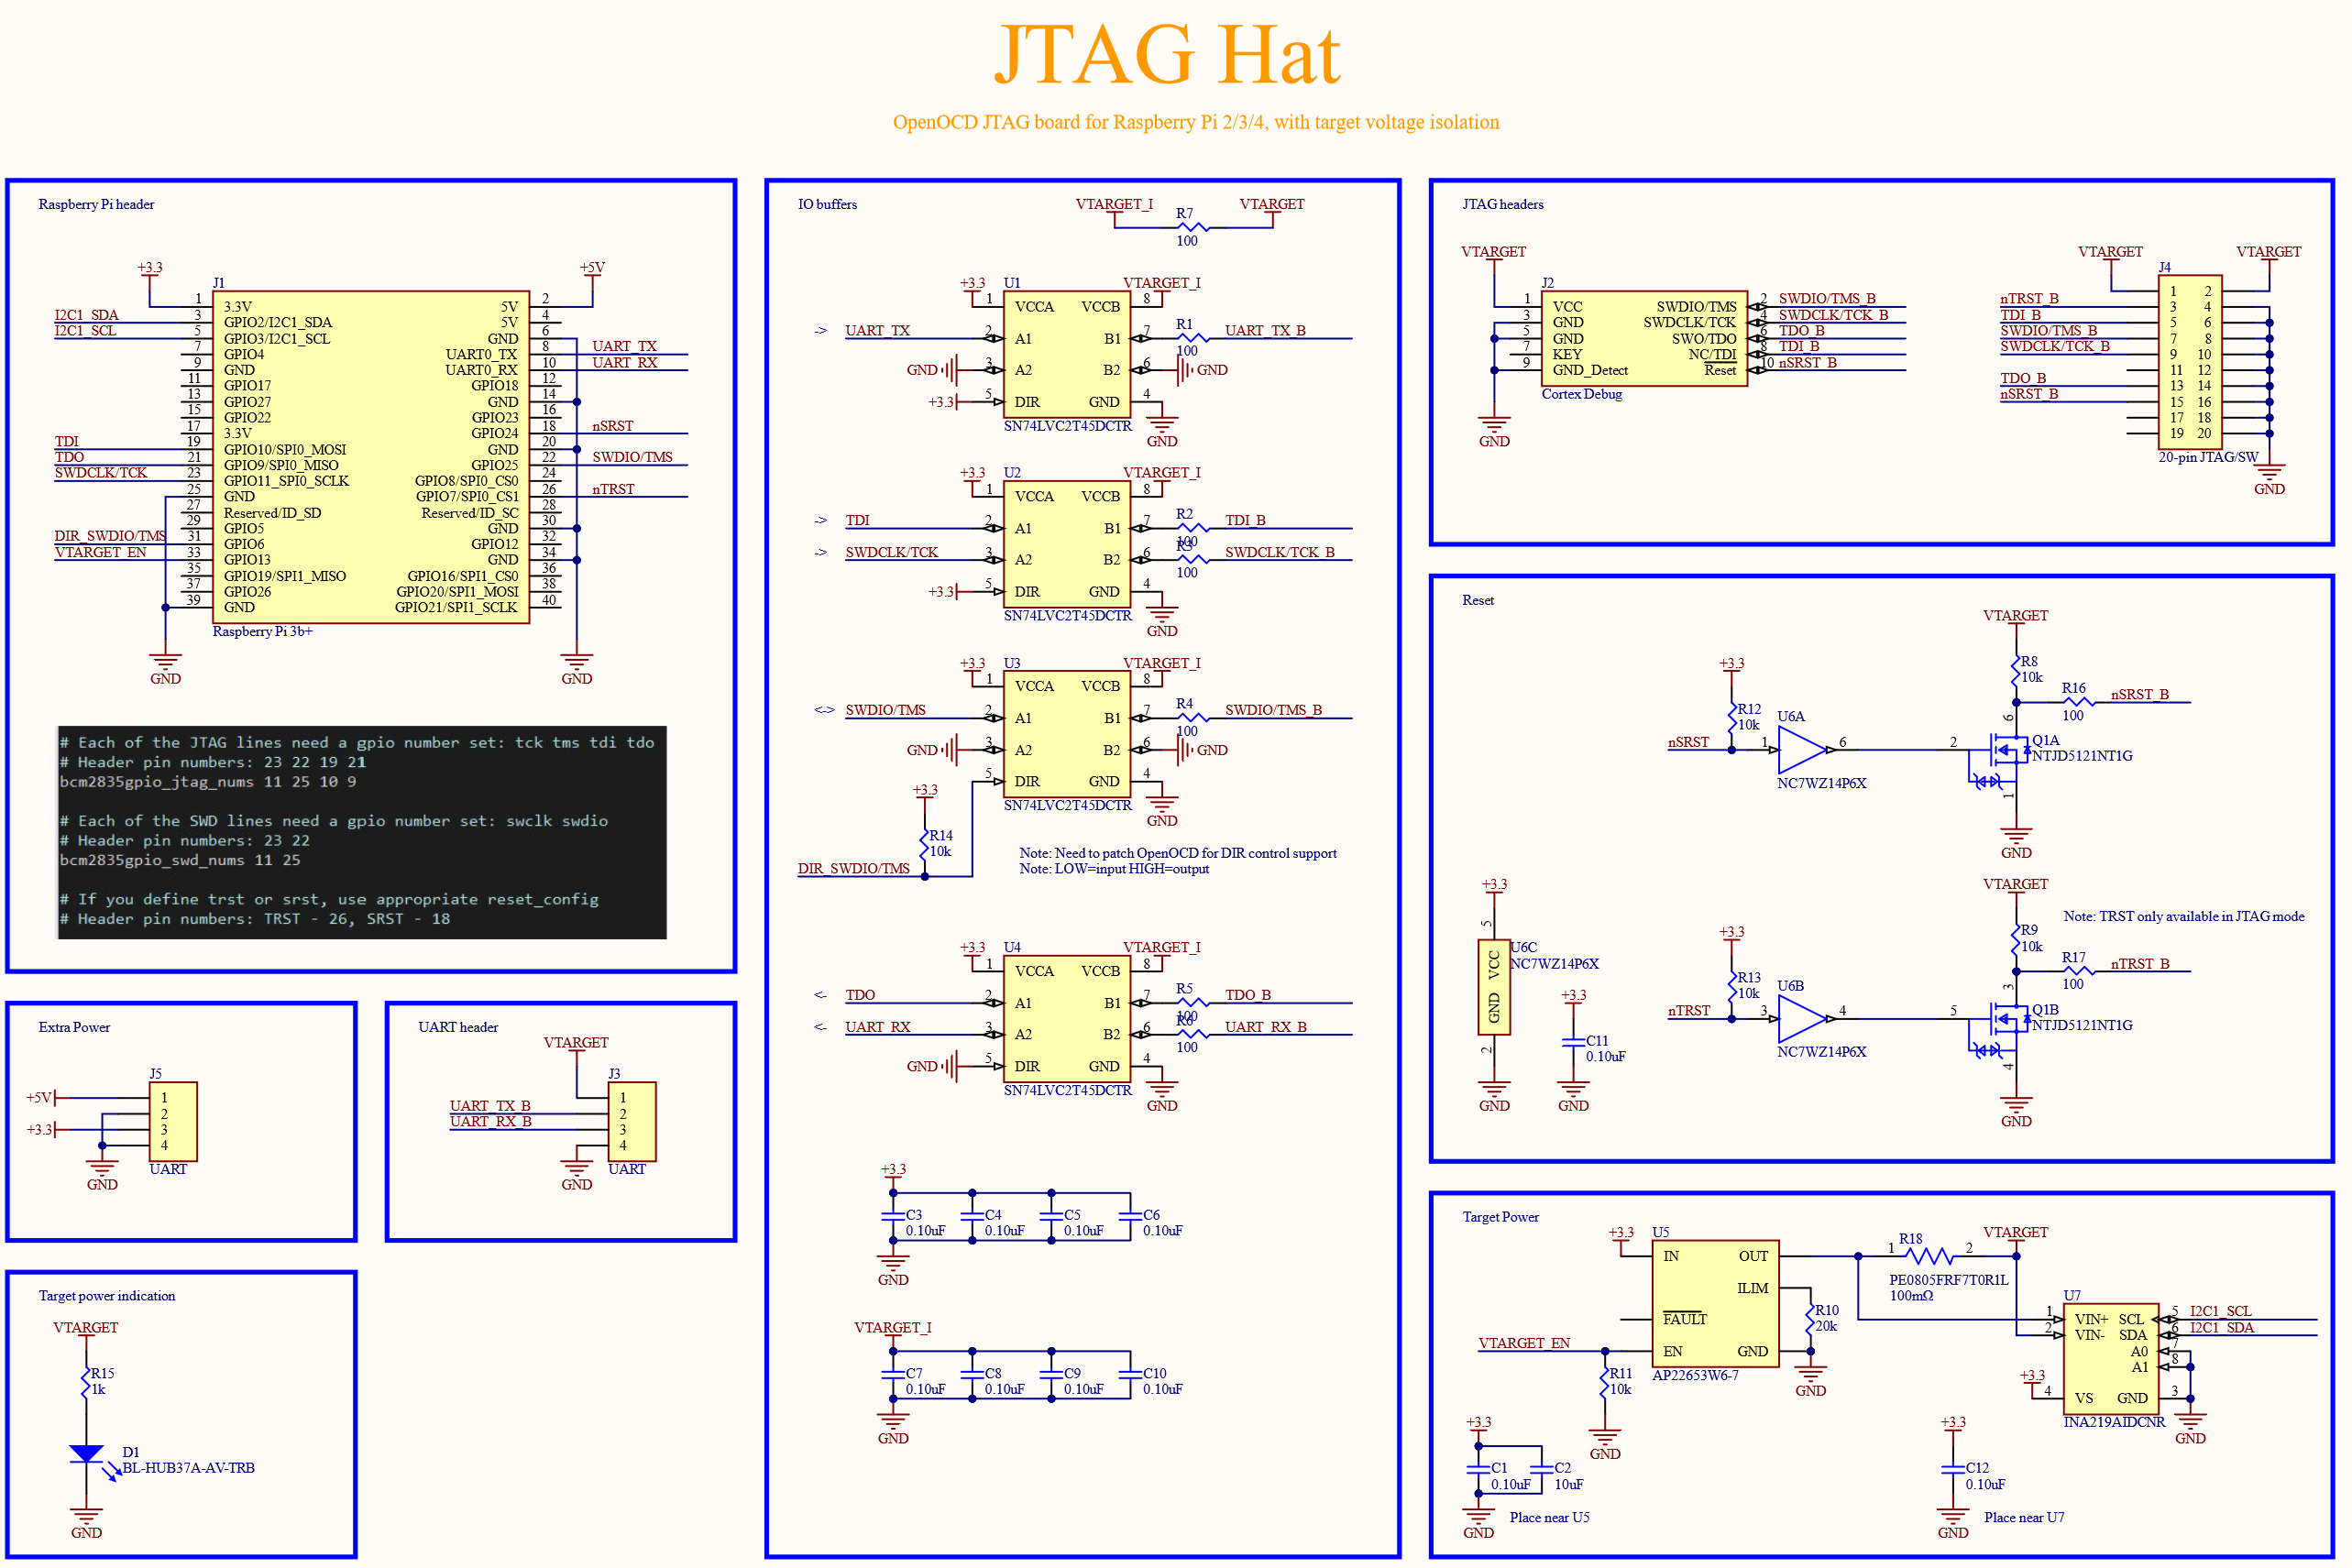 JTAG Hat
OpenOCD JTAG board for Raspberry Pi 2/3/4, with target voltage isolation
Raspberry Pi header
+3.3
+5V
J1
1 3.3V 5V 2
I2C1_SDA 3 GPIO2/I2C1_SDA 5V 4
I2C1_SCL 5 GPIO3/I2C1_SCL GND 6
7 GPIO4 UART0_TX 8 UART_TX
9 GND UART0_RX 10 UART_RX
11 GPIO17 GPIO18 12
13 GPIO27 GND 14
15 GPIO22 GPIO23 16
17 3.3V GPIO24 18 nSRST
TDI 19 GPIO10/SPI0_MOSI GND 20
TDO 21 GPIO9/SPI0_MISO GPIO25 22 SWDIO/TMS
SWDCLK/TCK 23 GPIO11_SPI0_SCLK GPIO8/SPI0_CS0 24
25 GND GPIO7/SPI0_CS1 26 nTRST
27 Reserved/ID_SD Reserved/ID_SC 28
29 GPIO5 GND 30
DIR_SWDIO/TMS 31 GPIO6 GPIO12 32
VTARGET_EN 33 GPIO13 GND 34
35 GPIO19/SPI1_MISO GPIO16/SPI1_CS0 36
37 GPIO26 GPIO20/SPI1_MOSI 38
39 GND GPIO21/SPI1_SCLK 40
Raspberry Pi 3b+
GND
GND
# Each of the JTAG lines need a gpio number set: tck tms tdi tdo
# Header pin numbers: 23 22 19 21
bcm2835gpio_jtag_nums 11 25 10 9
# Each of the SWD lines need a gpio number set: swclk swdio
# Header pin numbers: 23 22
bcm2835gpio_swd_nums 11 25
# If you define trst or srst, use appropriate reset_config
# Header pin numbers: TRST - 26, SRST - 18
Extra Power
J5
+5V 1
2
+3.3 3
4
GND
UART
UART header
VTARGET
J3
1
UART_TX_B 2
UART_RX_B 3
4
GND
UART
Target power indication
VTARGET
R15
1k
D1
BL-HUB37A-AV-TRB
GND
IO buffers
VTARGET_I R7 VTARGET
100
+3.3 U1 VTARGET_I
1 VCCA VCCB 8
-> UART_TX 2 A1 B1 7 R1 UART_TX_B
100
GND 3 A2 B2 6 GND
+3.3 5 DIR GND 4
SN74LVC2T45DCTR
GND
+3.3 U2 VTARGET_I
1 VCCA VCCB 8
-> TDI 2 A1 B1 7 R2 TDI_B
100
-> SWDCLK/TCK 3 A2 B2 6 R3 SWDCLK/TCK_B
100
+3.3 5 DIR GND 4
SN74LVC2T45DCTR
GND
+3.3 U3 VTARGET_I
1 VCCA VCCB 8
<-> SWDIO/TMS 2 A1 B1 7 R4 SWDIO/TMS_B
100
GND 3 A2 B2 6 GND
5 DIR GND 4
SN74LVC2T45DCTR
GND
+3.3
R14
10k
DIR_SWDIO/TMS
Note: Need to patch OpenOCD for DIR control support
Note: LOW=input HIGH=output
+3.3 U4 VTARGET_I
1 VCCA VCCB 8
<- TDO 2 A1 B1 7 R5 TDO_B
100
<- UART_RX 3 A2 B2 6 R6 UART_RX_B
100
GND 5 DIR GND 4
SN74LVC2T45DCTR
GND
+3.3
C3 C4 C5 C6
0.10uF 0.10uF 0.10uF 0.10uF
GND
VTARGET_I
C7 C8 C9 C10
0.10uF 0.10uF 0.10uF 0.10uF
GND
JTAG headers
VTARGET
J2
1 VCC SWDIO/TMS 2 SWDIO/TMS_B
3 GND SWDCLK/TCK 4 SWDCLK/TCK_B
5 GND SWO/TDO 6 TDO_B
7 KEY NC/TDI 8 TDI_B
9 GND_Detect Reset 10 nSRST_B
Cortex Debug
GND
VTARGET VTARGET
J4
1 2
nTRST_B 3 4
TDI_B 5 6
SWDIO/TMS_B 7 8
SWDCLK/TCK_B 9 10
11 12
TDO_B 13 14
nSRST_B 15 16
17 18
19 20
20-pin JTAG/SW
GND
Reset
VTARGET
R8
10k
+3.3
R12
10k
R16 nSRST_B
100
U6A
nSRST 1 6 2
NC7WZ14P6X
6
Q1A
NTJD5121NT1G
1
GND
+3.3
5
U6C
NC7WZ14P6X
GND VCC
2
GND
+3.3
C11
0.10uF
GND
VTARGET
Note: TRST only available in JTAG mode
R9
10k
+3.3
R13
10k
R17 nTRST_B
100
U6B
nTRST 3 4 5
NC7WZ14P6X
3
Q1B
NTJD5121NT1G
4
GND
Target Power
+3.3 U5
IN OUT
1 R18 2 VTARGET
PE0805FRF7T0R1L
100mΩ
ILIM
R10
20k
FAULT
VTARGET_EN EN GND
AP22653W6-7
GND
R11
10k
GND
U7
1 VIN+ SCL 5 I2C1_SCL
2 VIN- SDA 6 I2C1_SDA
A0 7
A1 8
+3.3 4 VS GND 3
INA219AIDCNR
GND
+3.3
C1 C2
0.10uF 10uF
GND Place near U5
+3.3
C12
0.10uF
GND Place near U7